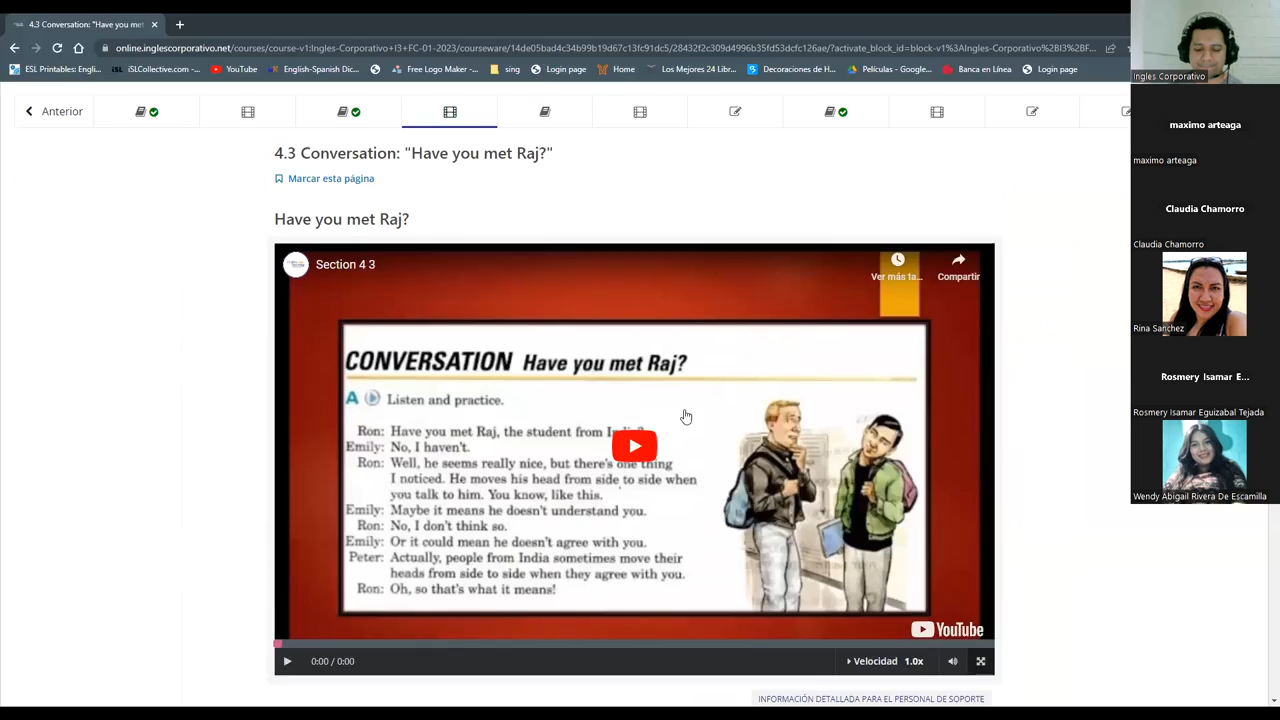 4.3 Conversation: "Have you met
online.inglescorporativo.net/courses/course-v1:Ingles-Corporativo+I3+FC-01-2023/courseware/14de05bad4c34b99b19d67c13fc91dc5/28432f2c309d4996b35fd53dcfc126ae/?activate_block_id=block-v1%3AIngles-Corporativo%2BI3%2BF...
ESL Printables: Engli... iSLCollective.com -... YouTube English-Spanish Dic... Free Logo Maker -... sing Login page Home Los Mejores 24 Libr... Decoraciones de H... Películas - Google... Banca en Línea Login page
Anterior
4.3 Conversation: "Have you met Raj?"
Marcar esta página
Have you met Raj?
Section 4 3
Ver más ta...
Compartir
CONVERSATION Have you met Raj?
A Listen and practice.
Ron: Have you met Raj, the student from
Emily: No, I haven't.
Ron: Well, he seems really nice, but there's one thing
I noticed. He moves his head from side to side when
you talk to him. You know, like this.
Emily: Maybe it means he doesn't understand you.
Ron: No, I don't think so.
Emily: Or it could mean he doesn't agree with you.
Peter: Actually, people from India sometimes move their
heads from side to side when they agree with you.
Ron: Oh, so that's what it means!
YouTube
0:00 / 0:00
Velocidad 1.0x
INFORMACIÓN DETALLADA PARA EL PERSONAL DE SOPORTE
Ingles Corporativo
maximo arteaga
maximo arteaga
Claudia Chamorro
Claudia Chamorro
Rina Sanchez
Rosmery Isamar E...
Rosmery Isamar Eguizabal Tejada
Wendy Abigail Rivera De Escamilla